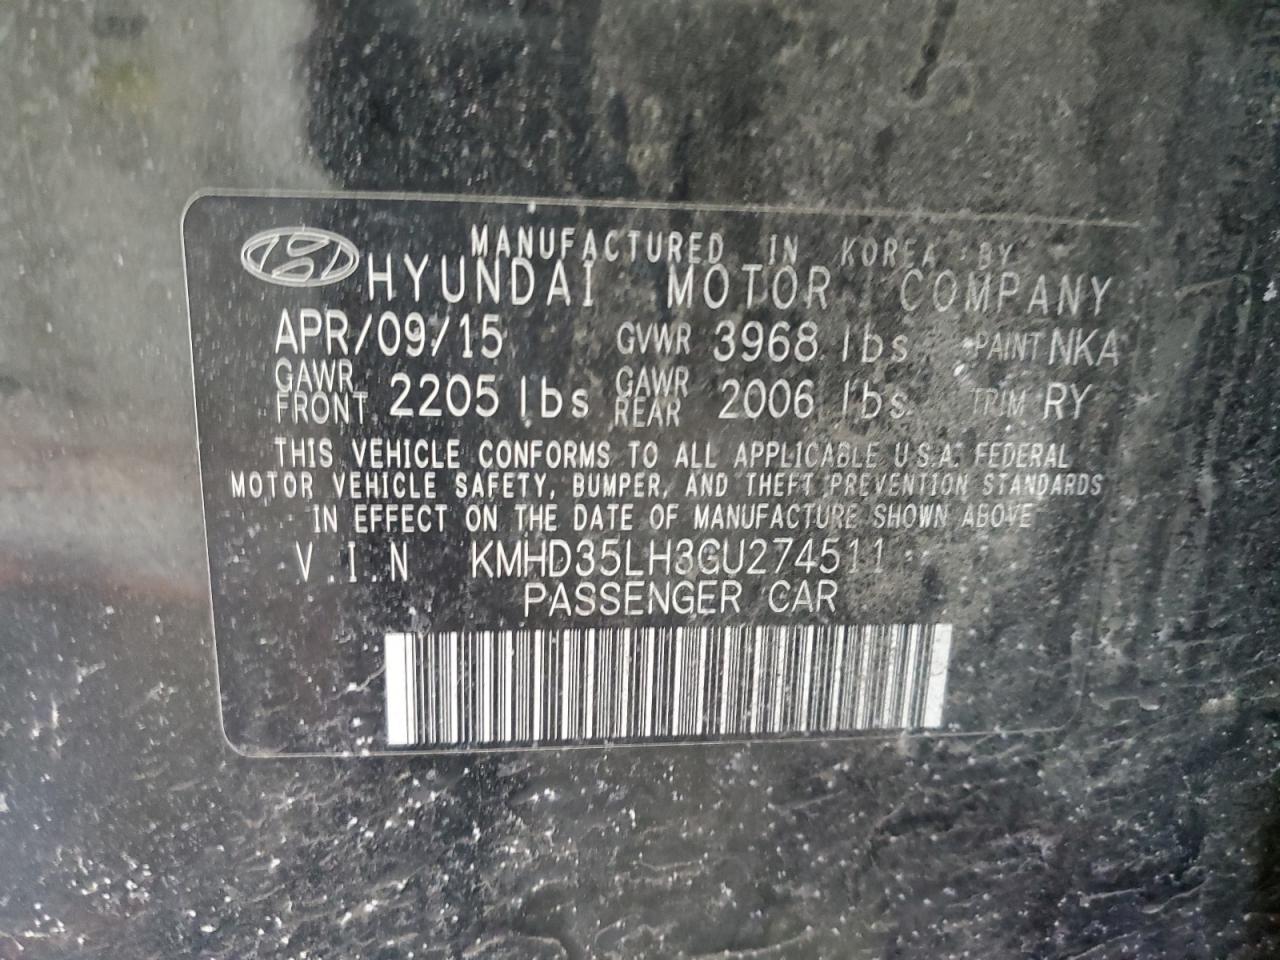 MANUFACTURED IN KOREA BY
HYUNDAI MOTOR COMPANY
APR/09/15 GVWR 3968 lbs PAINT NKA
GAWR FRONT 2205 lbs GAWR REAR 2006 lbs TRIM RY
THIS VEHICLE CONFORMS TO ALL APPLICABLE U.S.A. FEDERAL
MOTOR VEHICLE SAFETY, BUMPER, AND THEFT PREVENTION STANDARDS
IN EFFECT ON THE DATE OF MANUFACTURE SHOWN ABOVE
V.I.N KMHD35LH3GU274511
PASSENGER CAR